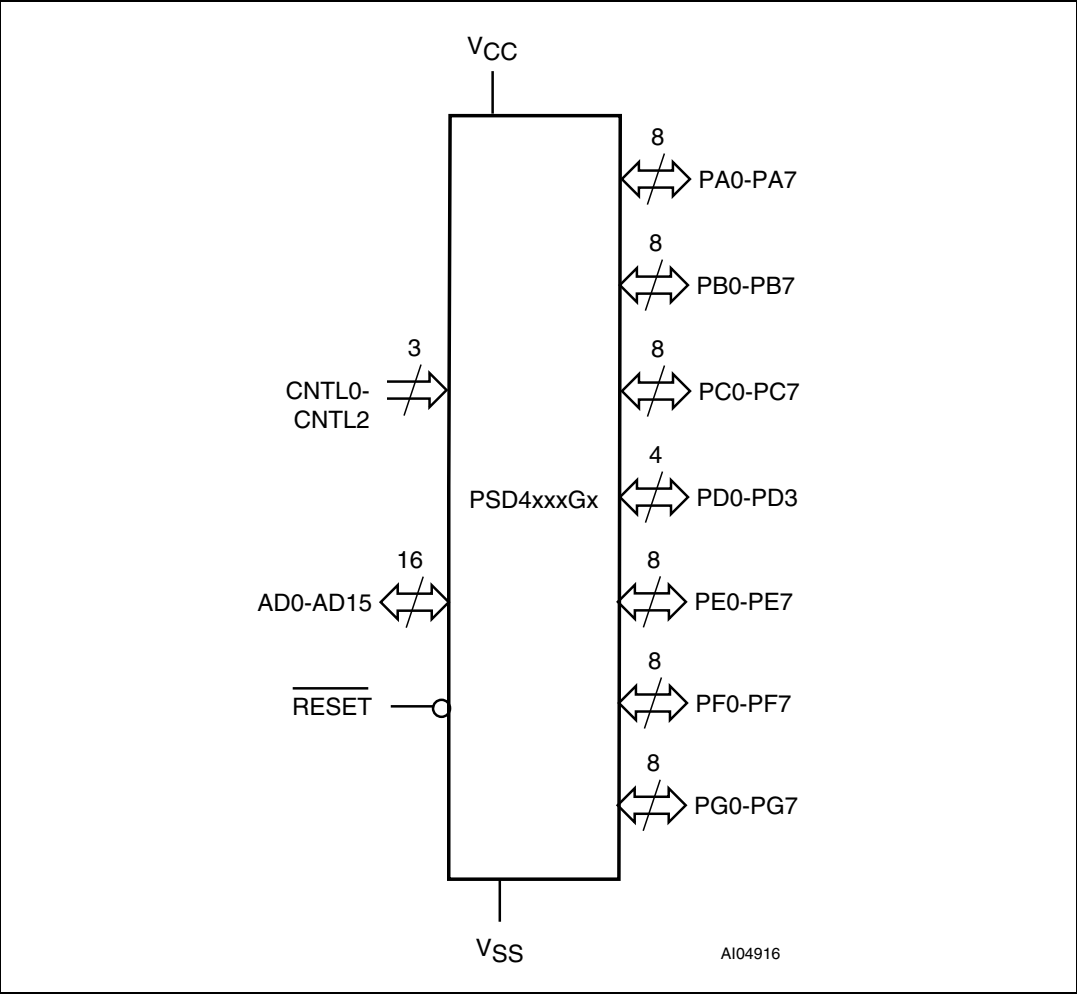 VCC
8
PA0-PA7
8
PB0-PB7
3
CNTL0-
CNTL2
8
PC0-PC7
4
PSD4xxxGx
PD0-PD3
16
AD0-AD15
8
PE0-PE7
8
RESET
PF0-PF7
8
PG0-PG7
VSS
AI04916